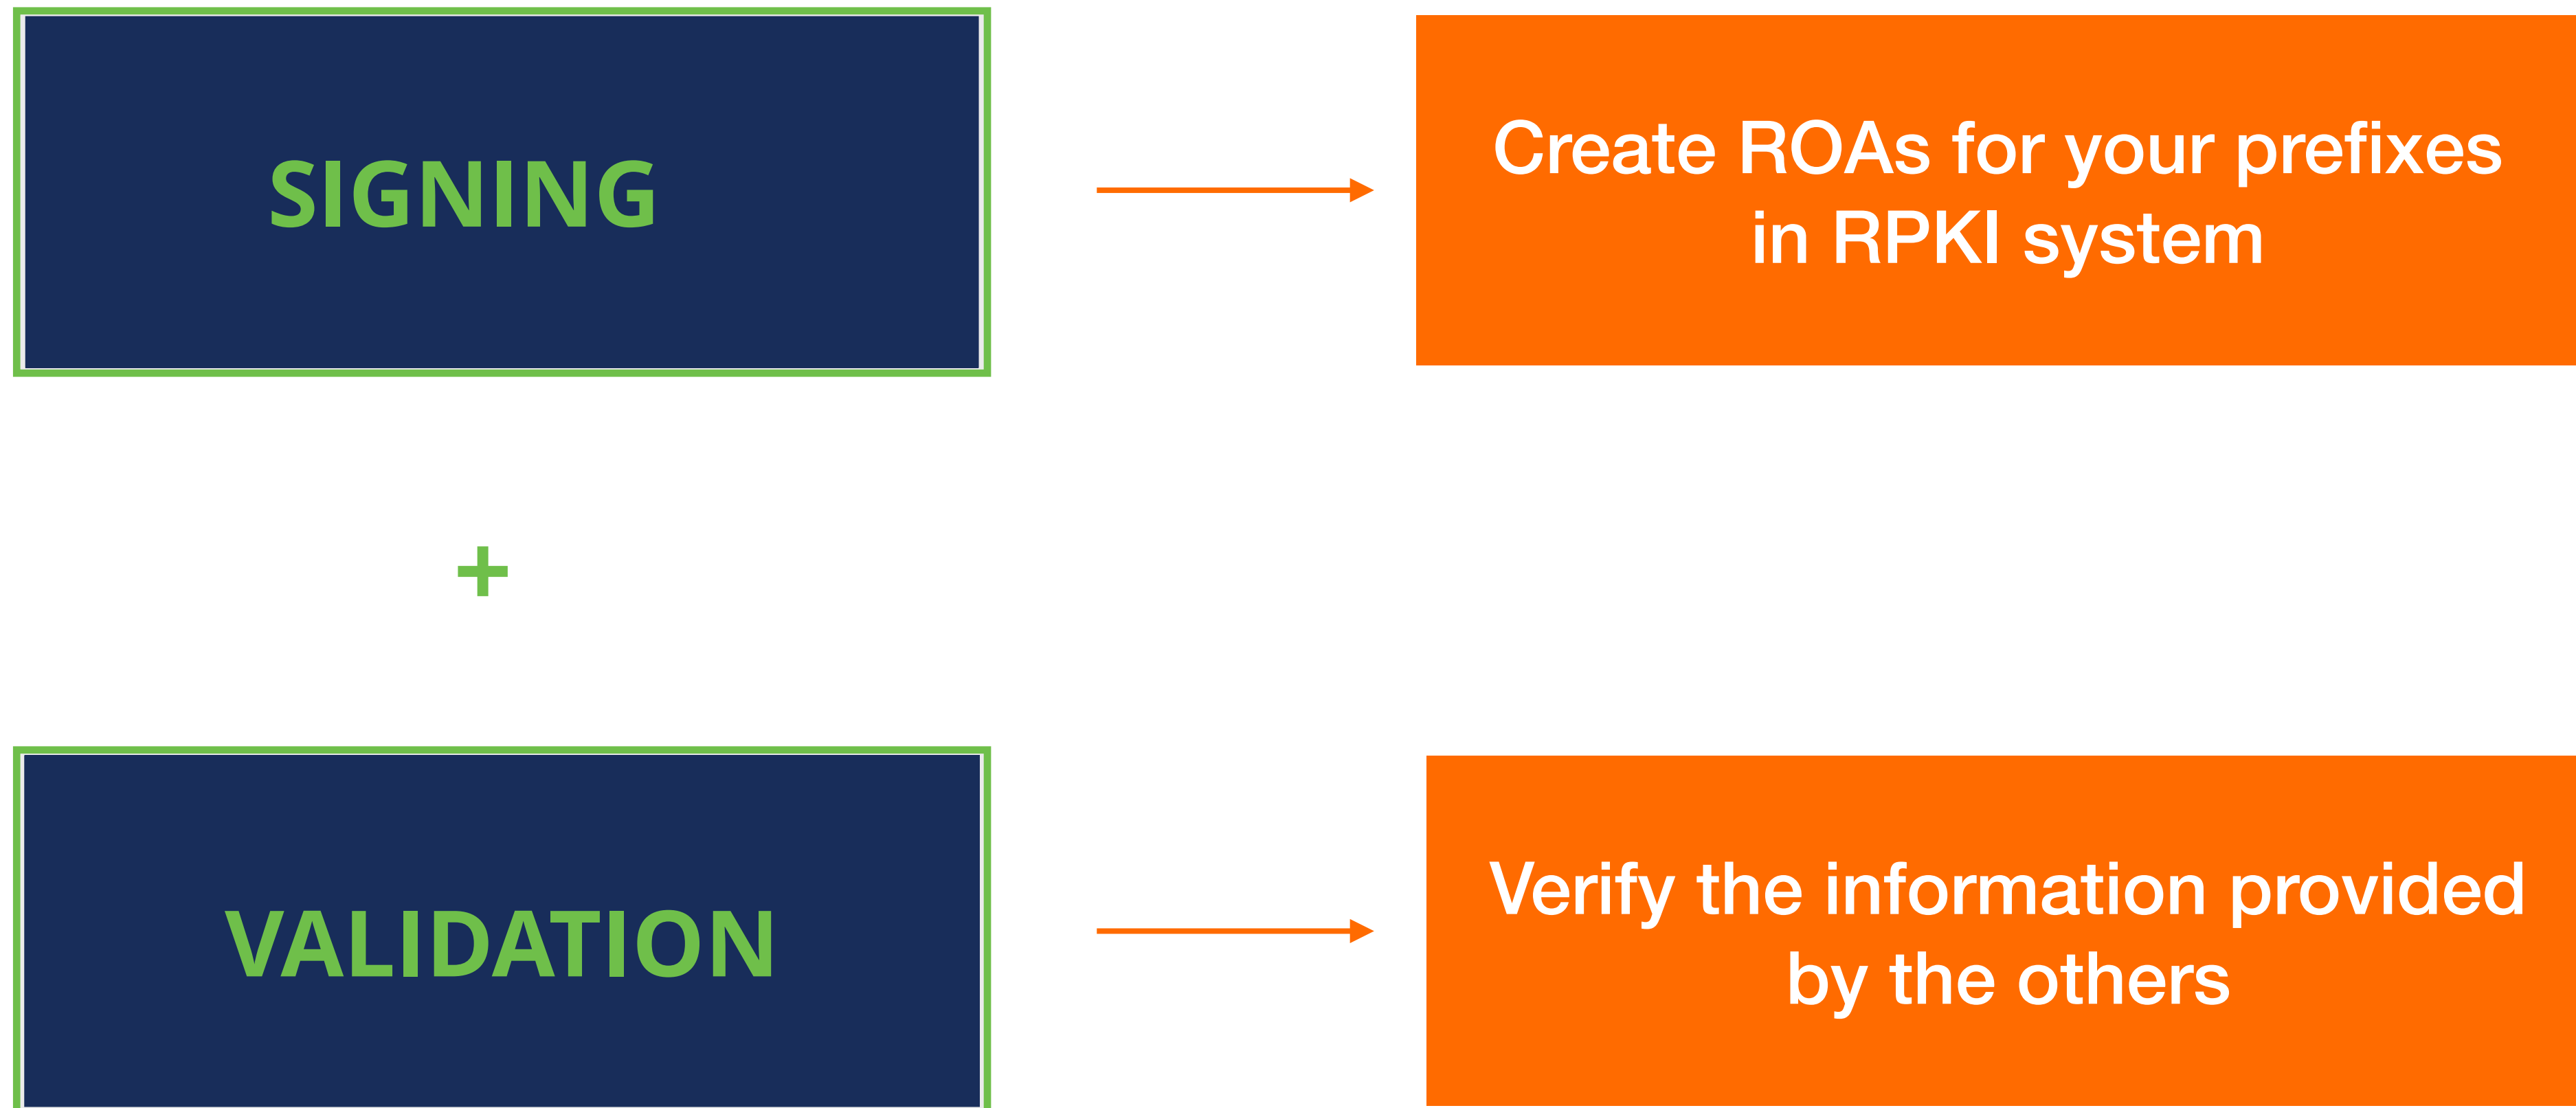 SIGNING
Create ROAs for your prefixes
in RPKI system
+
VALIDATION
Verify the information provided
by the others